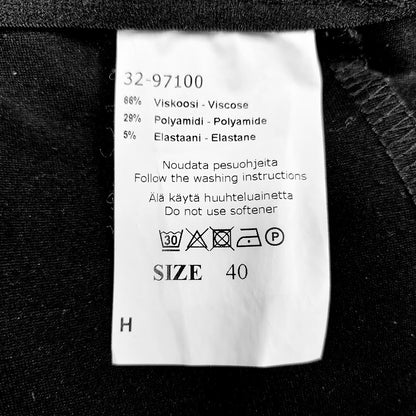 32-97100
66% Viskoosi - Viscose
29% Polyamidi - Polyamide
5% Elastaani - Elastane
Noudata pesuohjeita
Follow the washing instructions
Älä käytä huuhteluainetta
Do not use softener
30 P
SIZE 40
H